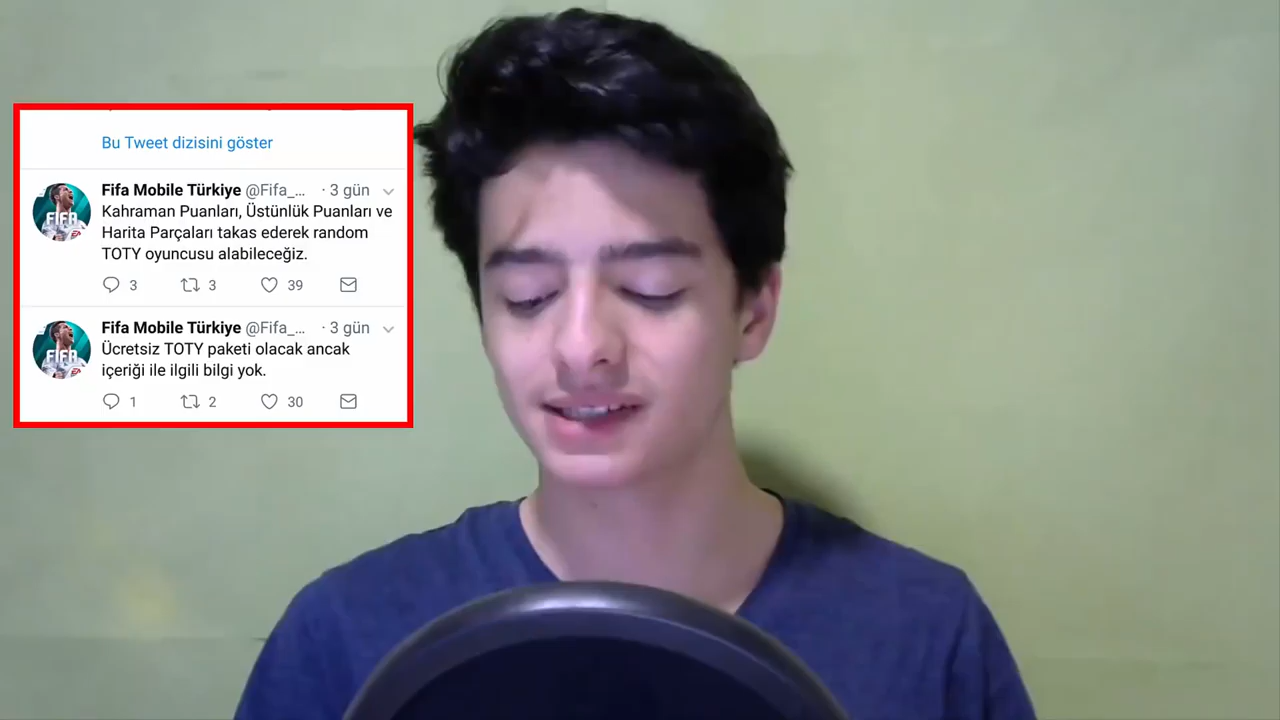 Bu Tweet dizisini göster
Fifa Mobile Türkiye @Fifa_... · 3 gün
Kahraman Puanları, Üstünlük Puanları ve
Harita Parçaları takas ederek random
TOTY oyuncusu alabileceğiz.
3 3 39
Fifa Mobile Türkiye @Fifa_... · 3 gün
Ücretsiz TOTY paketi olacak ancak
içeriği ile ilgili bilgi yok.
1 2 30
FIFA
FIFA